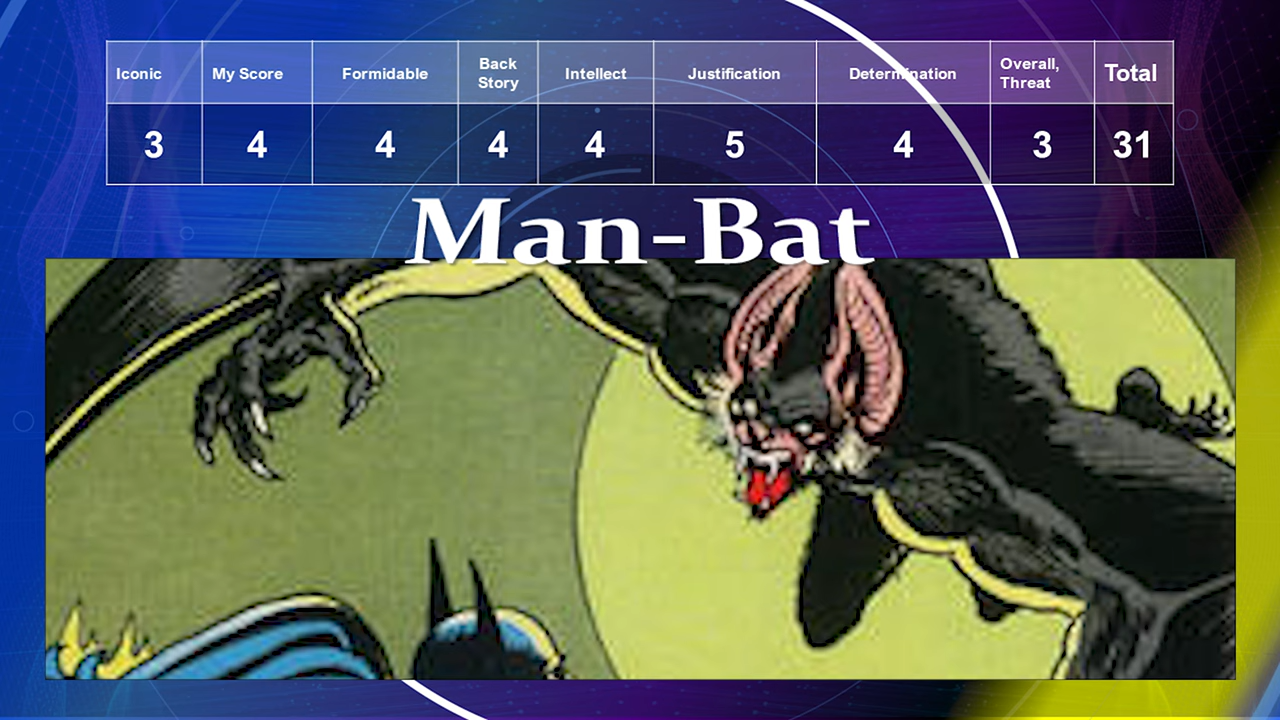 Iconic My Score Formidable Back Story Intellect Justification Determination Overall, Threat Total
3 4 4 4 4 5 4 3 31
Man-Bat